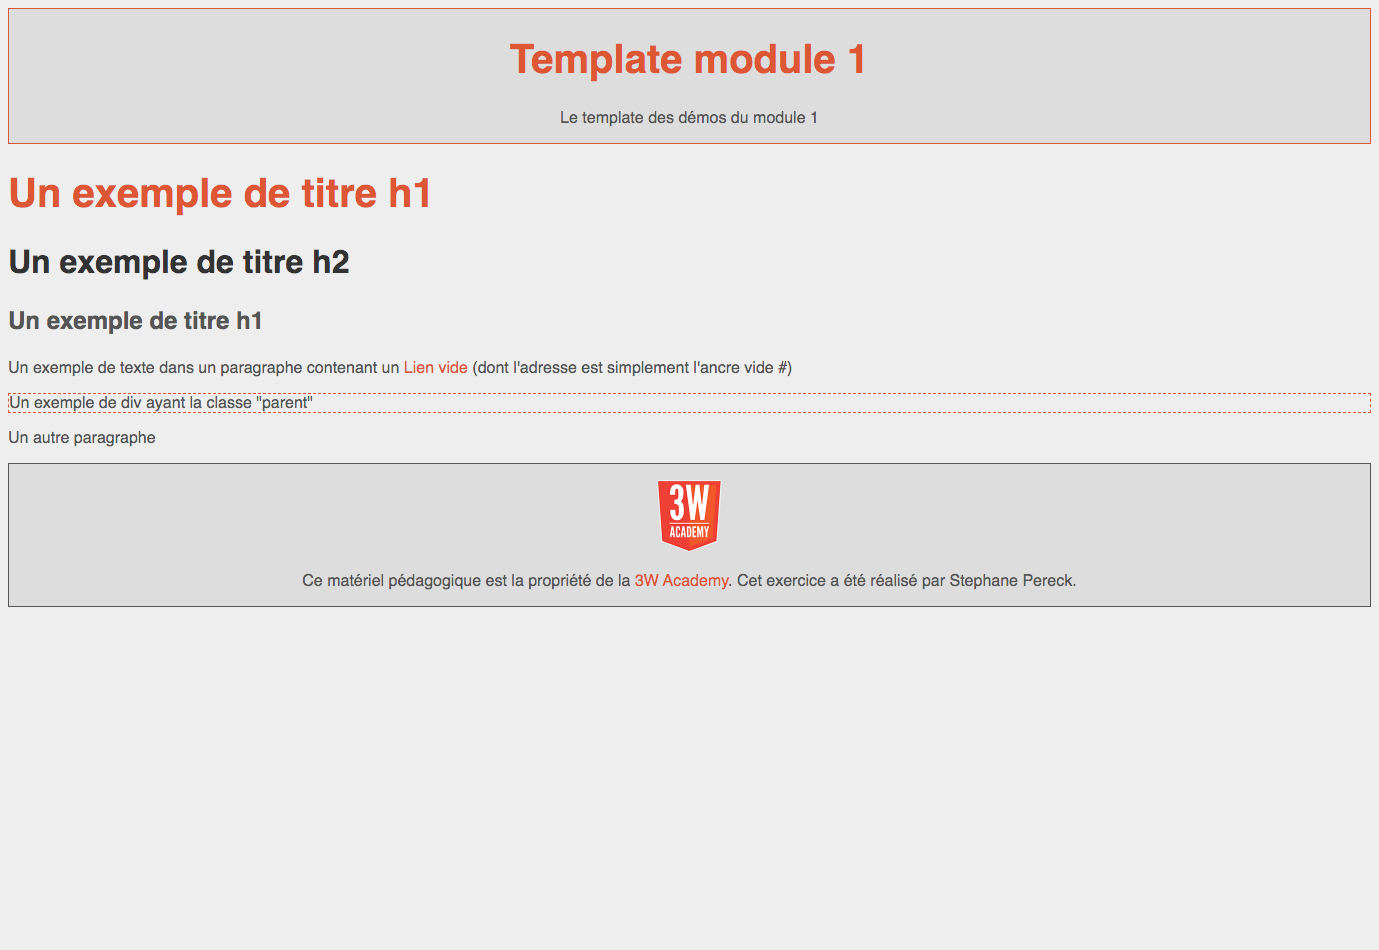 Template module 1
Le template des démos du module 1
Un exemple de titre h1
Un exemple de titre h2
Un exemple de titre h1
Un exemple de texte dans un paragraphe contenant un Lien vide (dont l'adresse est simplement l'ancre vide #)
Un exemple de div ayant la classe "parent"
Un autre paragraphe
3W
ACADEMY
Ce matériel pédagogique est la propriété de la 3W Academy. Cet exercice a été réalisé par Stephane Pereck.